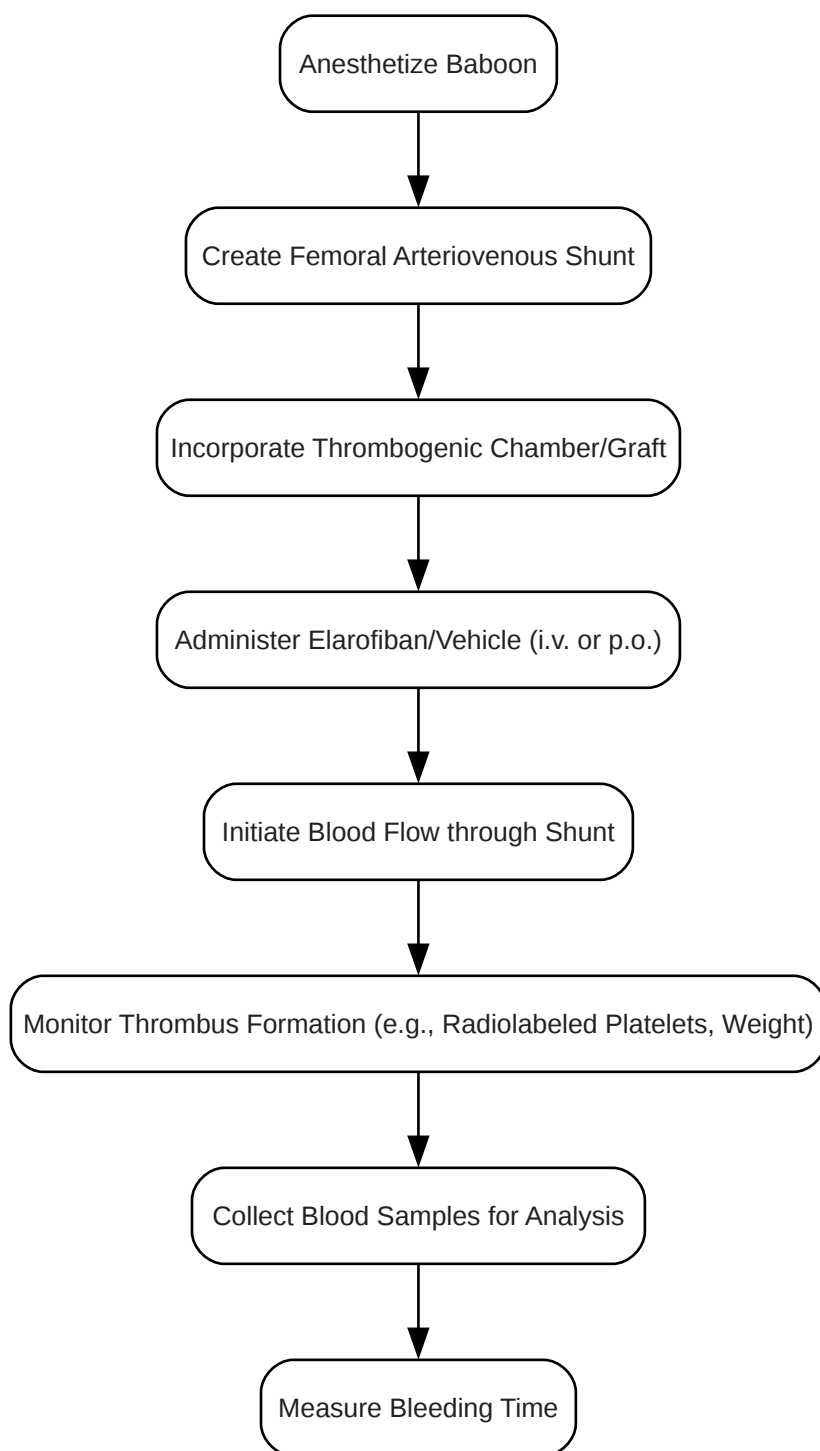 Anesthetize Baboon
Create Femoral Arteriovenous Shunt
Incorporate Thrombogenic Chamber/Graft
Administer Elarofiban/Vehicle (i.v. or p.o.)
Initiate Blood Flow through Shunt
Monitor Thrombus Formation (e.g., Radiolabeled Platelets, Weight)
Collect Blood Samples for Analysis
Measure Bleeding Time